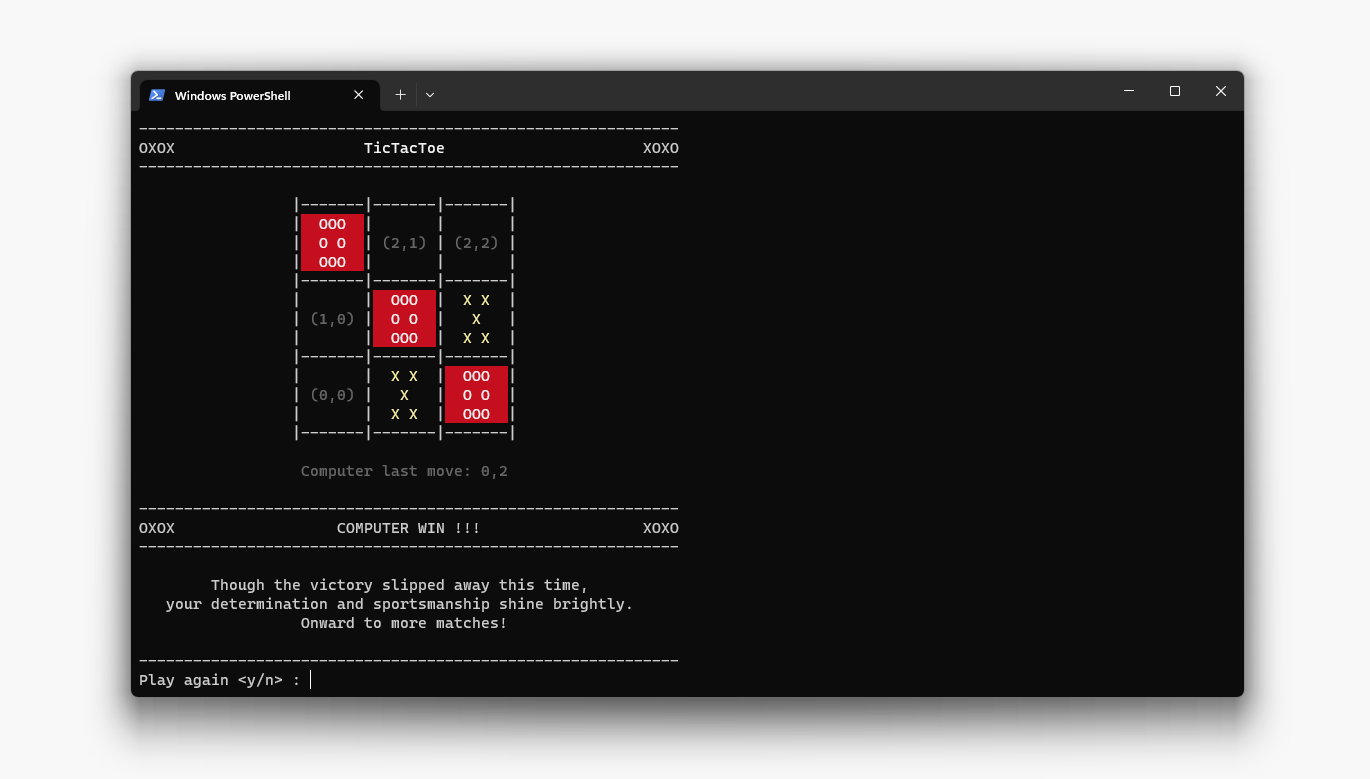 Windows PowerShell
------------------------------------------------------------
OXOX                     TicTacToe                      XOXO
------------------------------------------------------------
|-------|-------|-------|
|  OOO  |       |       |
|  O O  | (2,1) | (2,2) |
|  OOO  |       |       |
|-------|-------|-------|
|       |  OOO  |  X X  |
| (1,0) |  O O  |   X   |
|       |  OOO  |  X X  |
|-------|-------|-------|
|       |  X X  |  OOO  |
| (0,0) |   X   |  O O  |
|       |  X X  |  OOO  |
|-------|-------|-------|
Computer last move: 0,2
------------------------------------------------------------
OXOX                  COMPUTER WIN !!!                  XOXO
------------------------------------------------------------
Though the victory slipped away this time,
your determination and sportsmanship shine brightly.
Onward to more matches!
------------------------------------------------------------
Play again <y/n> :